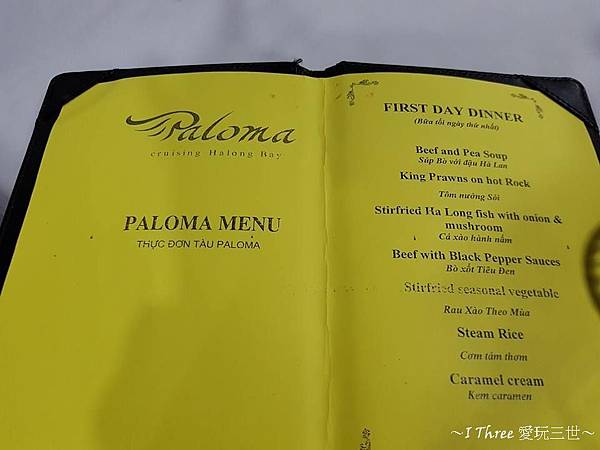 Paloma
cruising Halong Bay
PALOMA MENU
THỰC ĐƠN TÀU PALOMA
FIRST DAY DINNER
(Bữa tối ngày thứ nhất)
Beef and Pea Soup
Súp Bò với đậu Hà Lan
King Prawns on hot Rock
Tôm nướng Sỏi
Stirfried Ha Long fish with onion &
mushroom
Cá xào hành nấm
Beef with Black Pepper Sauces
Bò xốt Tiêu Đen
Stirfried seasonal vegetable
Rau Xào Theo Mùa
Steam Rice
Cơm tám thơm
Caramel cream
Kem caramen
～I Three 愛玩三世～